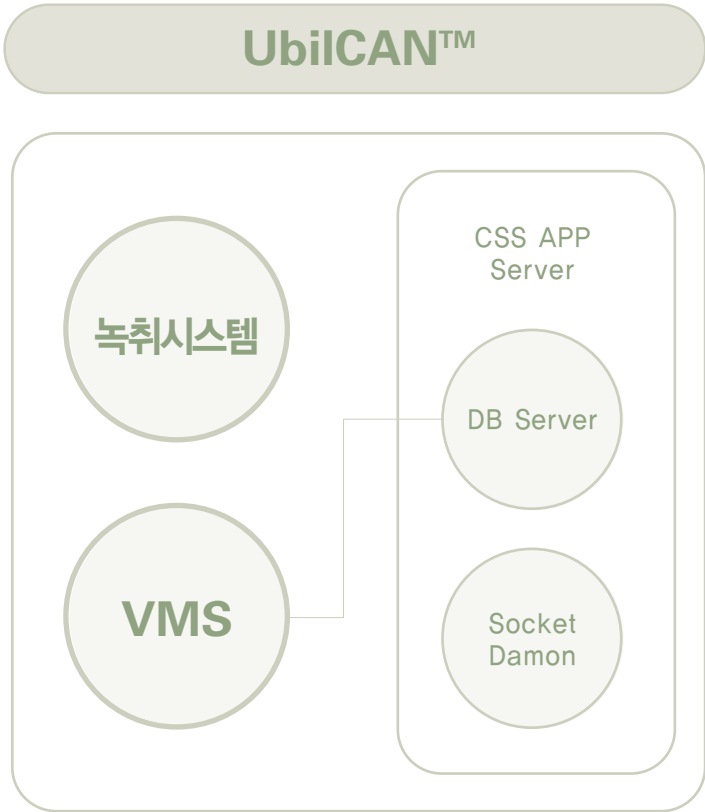 UbiICAN™
녹취시스템
VMS
CSS APP
Server
DB Server
Socket
Damon